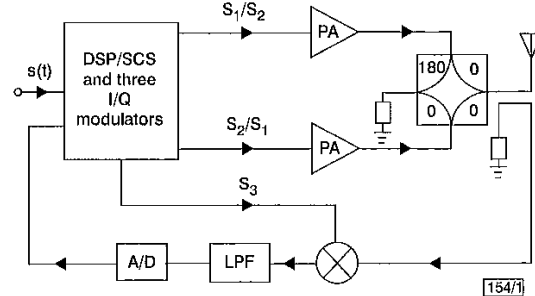 S₁/S₂
PA
s(t)
DSP/SCS
and three
I/Q
modulators
180
0
0
0
S₂/S₁
PA
S₃
A/D
LPF
154/1